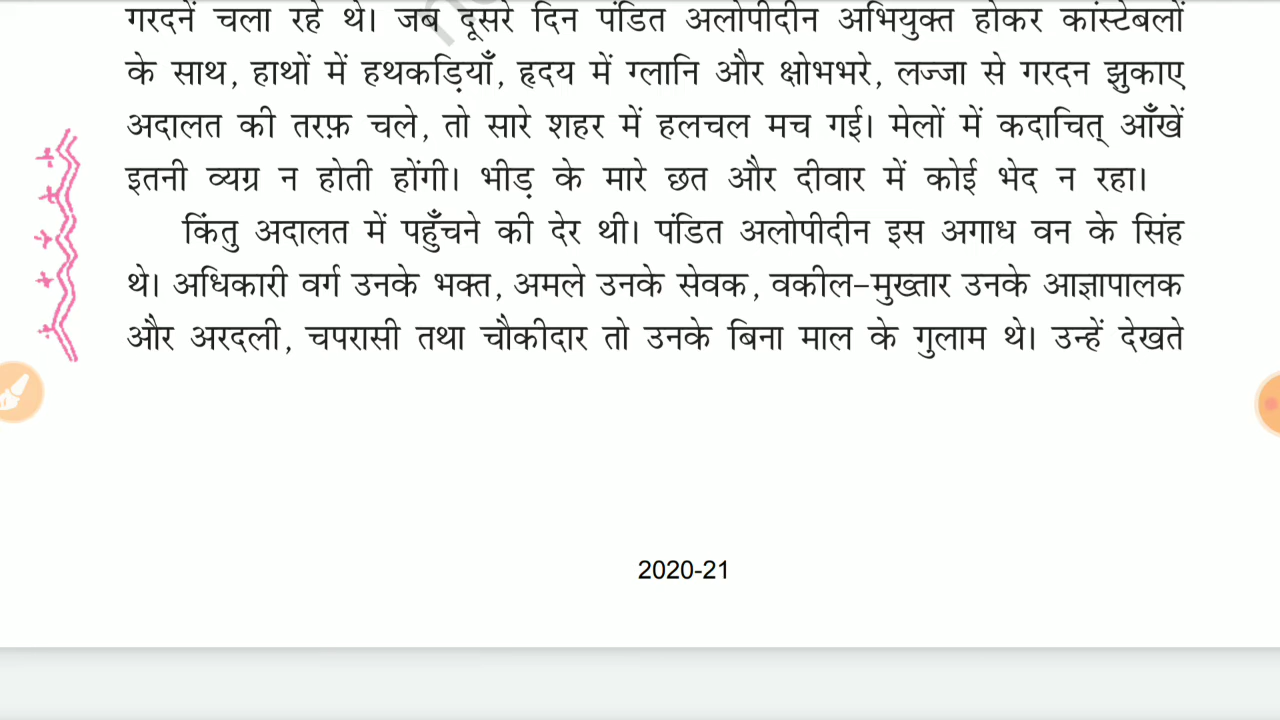 गरदनें चला रहे थे। जब दूसरे दिन पंडित अलोपीदीन अभियुक्त होकर कांस्टेबलों
के साथ, हाथों में हथकड़ियाँ, हृदय में ग्लानि और क्षोभभरे, लज्जा से गरदन झुकाए
अदालत की तरफ़ चले, तो सारे शहर में हलचल मच गई। मेलों में कदाचित् आँखें
इतनी व्यग्र न होती होंगी। भीड़ के मारे छत और दीवार में कोई भेद न रहा।
किंतु अदालत में पहुँचने की देर थी। पंडित अलोपीदीन इस अगाध वन के सिंह
थे। अधिकारी वर्ग उनके भक्त, अमले उनके सेवक, वकील-मुख्तार उनके आज्ञापालक
और अरदली, चपरासी तथा चौकीदार तो उनके बिना माल के गुलाम थे। उन्हें देखते
2020-21